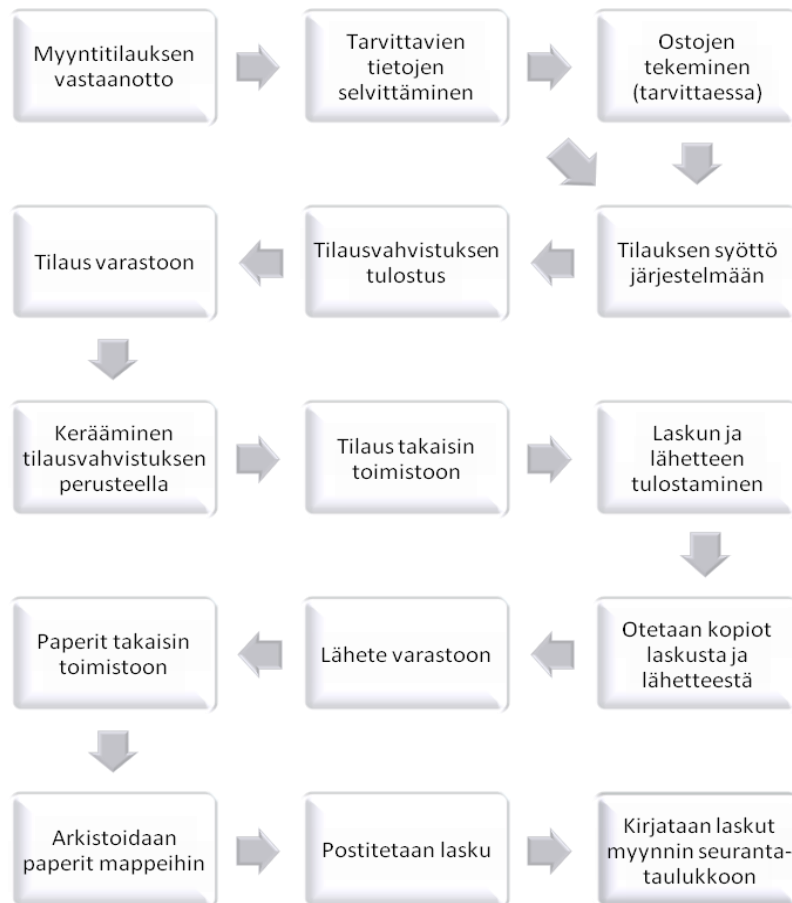 Myyntitilauksen
vastaanotto
Tarvittavien
tietojen
selvittäminen
Ostojen
tekeminen
(tarvittaessa)
Tilauksen syöttö
järjestelmään
Tilausvahvistuksen
tulostus
Tilaus varastoon
Kerääminen
tilausvahvistuksen
perusteella
Tilaus takaisin
toimistoon
Laskun ja
lähetteen
tulostaminen
Otetaan kopiot
laskusta ja
lähetteestä
Lähete varastoon
Paperit takaisin
toimistoon
Arkistoidaan
paperit mappeihin
Postitetaan lasku
Kirjataan laskut
myynnin seuranta-
taulukkoon